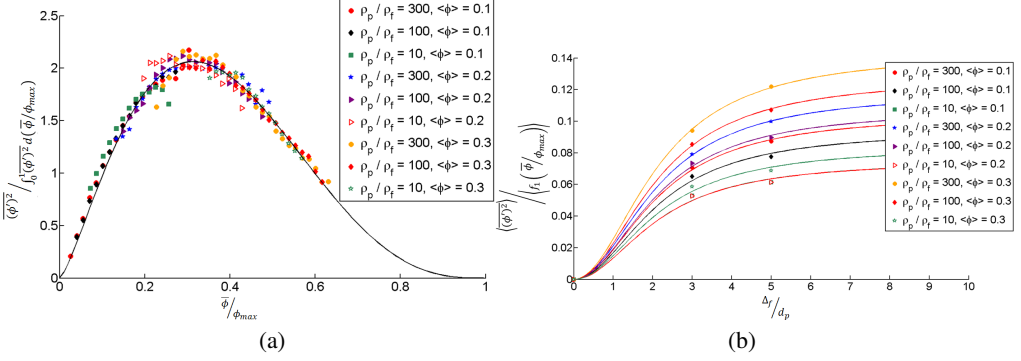 2.5
2
1.5
1
0.5
0
0
0.2
0.4
0.6
0.8
1
(φ′)² / ∫₀¹ (φ′)² d(φ̅/φmax)
φ̅/φmax
ρp / ρf = 300, <φ> = 0.1
ρp / ρf = 100, <φ> = 0.1
ρp / ρf = 10, <φ> = 0.1
ρp / ρf = 300, <φ> = 0.2
ρp / ρf = 100, <φ> = 0.2
ρp / ρf = 10, <φ> = 0.2
ρp / ρf = 300, <φ> = 0.3
ρp / ρf = 100, <φ> = 0.3
ρp / ρf = 10, <φ> = 0.3
(a)
0.14
0.12
0.1
0.08
0.06
0.04
0.02
0
0
1
2
3
4
5
6
7
8
9
10
⟨(φ′)²⟩ / ⟨f₁(φ̅/φmax)⟩
Δf/dp
ρp / ρf = 300, <φ> = 0.1
ρp / ρf = 100, <φ> = 0.1
ρp / ρf = 10, <φ> = 0.1
ρp / ρf = 300, <φ> = 0.2
ρp / ρf = 100, <φ> = 0.2
ρp / ρf = 10, <φ> = 0.2
ρp / ρf = 300, <φ> = 0.3
ρp / ρf = 100, <φ> = 0.3
ρp / ρf = 10, <φ> = 0.3
(b)